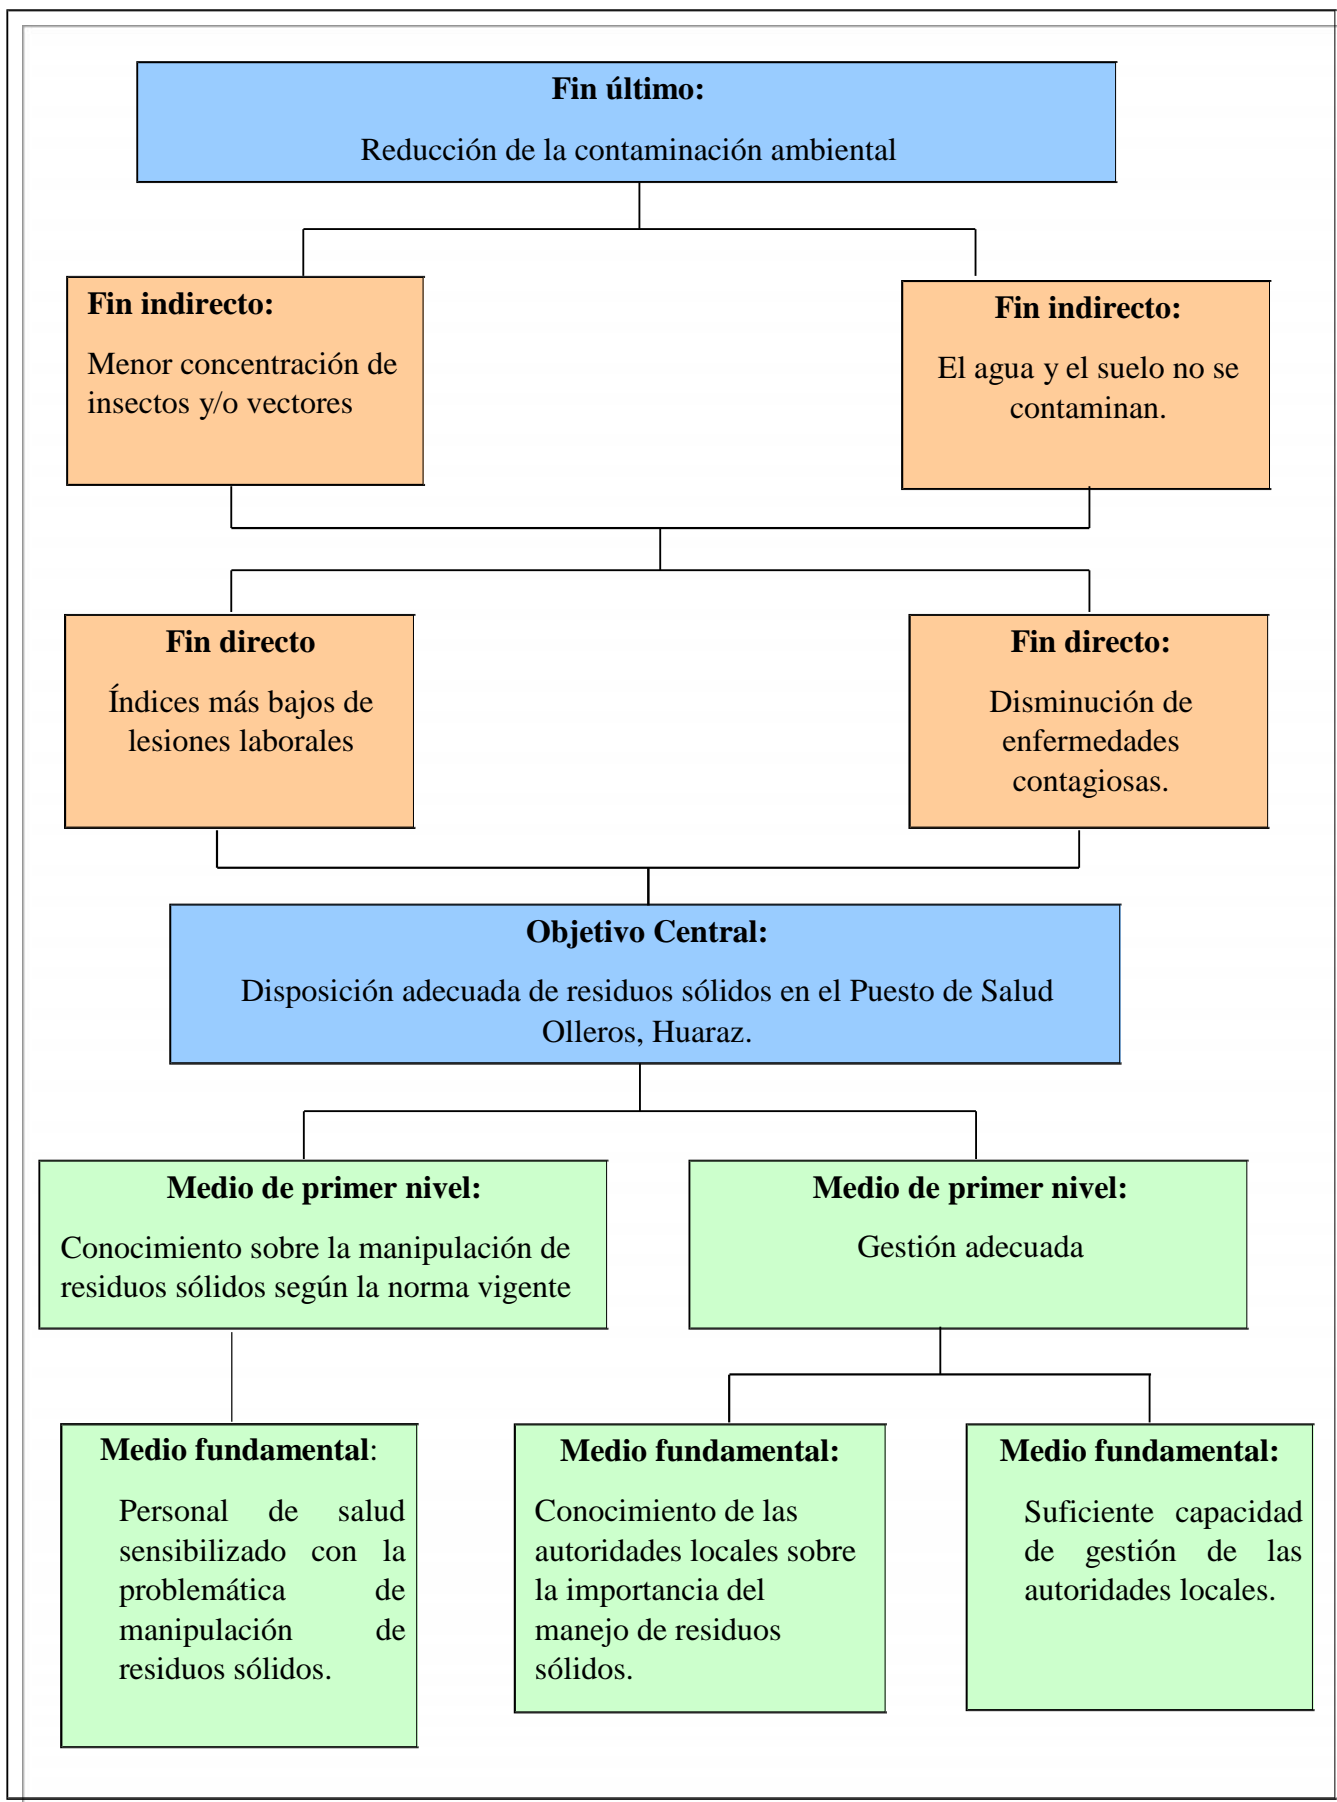 Fin último:
Reducción de la contaminación ambiental
Fin indirecto:
Menor concentración de
insectos y/o vectores
Fin indirecto:
El agua y el suelo no se
contaminan.
Fin directo
Índices más bajos de
lesiones laborales
Fin directo:
Disminución de
enfermedades
contagiosas.
Objetivo Central:
Disposición adecuada de residuos sólidos en el Puesto de Salud
Olleros, Huaraz.
Medio de primer nivel:
Conocimiento sobre la manipulación de
residuos sólidos según la norma vigente
Medio de primer nivel:
Gestión adecuada
Medio fundamental:
Personal de salud
sensibilizado con la
problemática de
manipulación de
residuos sólidos.
Medio fundamental:
Conocimiento de las
autoridades locales sobre
la importancia del
manejo de residuos
sólidos.
Medio fundamental:
Suficiente capacidad
de gestión de las
autoridades locales.